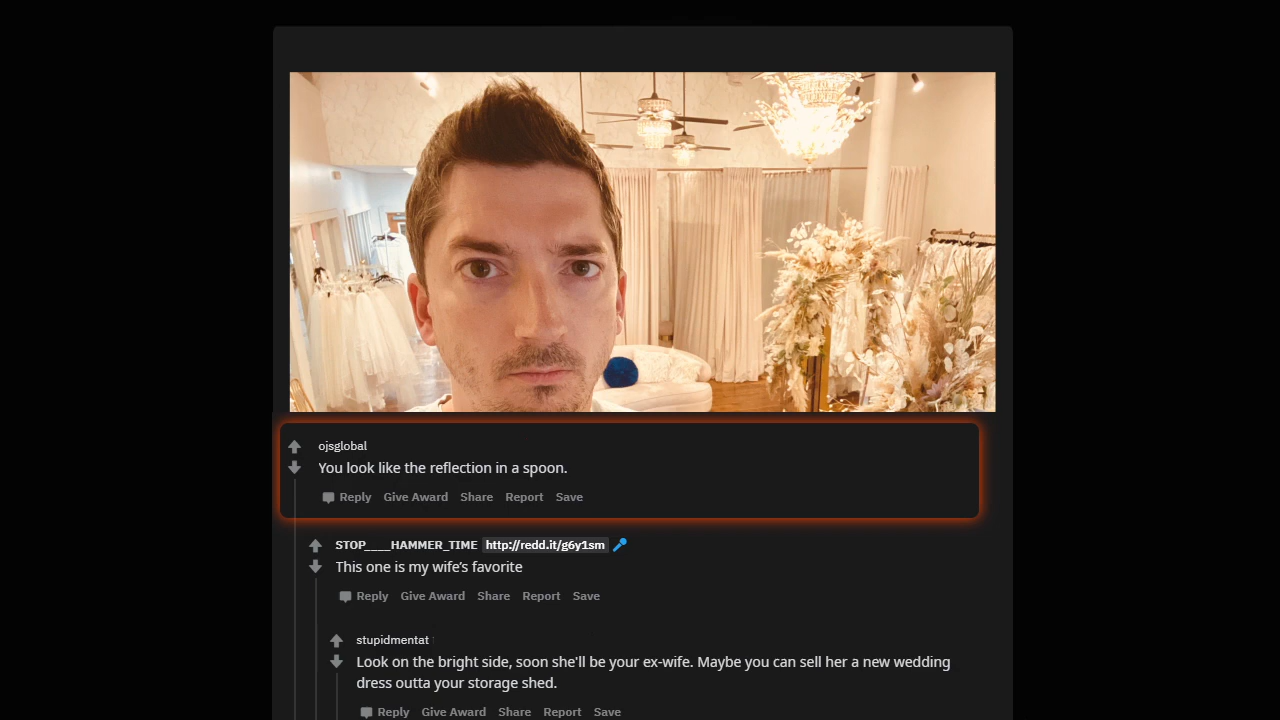 ojsglobal
You look like the reflection in a spoon.
Reply Give Award Share Report Save
STOP____HAMMER_TIME http://redd.it/g6y1sm
This one is my wife’s favorite
Reply Give Award Share Report Save
stupidmentat
Look on the bright side, soon she'll be your ex-wife. Maybe you can sell her a new wedding
dress outta your storage shed.
Reply Give Award Share Report Save